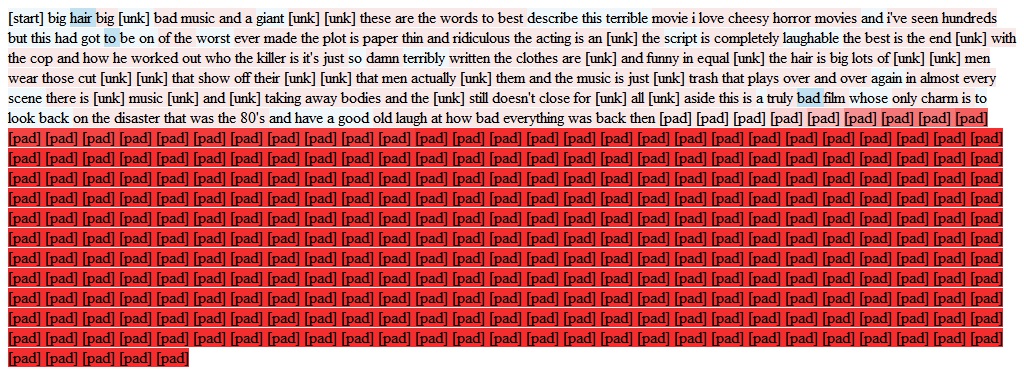 [start] big hair big [unk] bad music and a giant [unk] [unk] these are the words to best describe this terrible movie i love cheesy horror movies and i've seen hundreds
but this had got to be on of the worst ever made the plot is paper thin and ridiculous the acting is an [unk] the script is completely laughable the best is the end [unk] with
the cop and how he worked out who the killer is it's just so damn terribly written the clothes are [unk] and funny in equal [unk] the hair is big lots of [unk] [unk] men
wear those cut [unk] [unk] that show off their [unk] [unk] that men actually [unk] them and the music is just [unk] trash that plays over and over again in almost every
scene there is [unk] music [unk] and [unk] taking away bodies and the [unk] still doesn't close for [unk] all [unk] aside this is a truly bad film whose only charm is to
look back on the disaster that was the 80's and have a good old laugh at how bad everything was back then [pad] [pad] [pad] [pad] [pad] [pad] [pad] [pad] [pad]
[pad] [pad] [pad] [pad] [pad] [pad] [pad] [pad] [pad] [pad] [pad] [pad] [pad] [pad] [pad] [pad] [pad] [pad] [pad] [pad] [pad] [pad] [pad] [pad] [pad] [pad] [pad]
[pad] [pad] [pad] [pad] [pad] [pad] [pad] [pad] [pad] [pad] [pad] [pad] [pad] [pad] [pad] [pad] [pad] [pad] [pad] [pad] [pad] [pad] [pad] [pad] [pad] [pad] [pad]
[pad] [pad] [pad] [pad] [pad] [pad] [pad] [pad] [pad] [pad] [pad] [pad] [pad] [pad] [pad] [pad] [pad] [pad] [pad] [pad] [pad] [pad] [pad] [pad] [pad] [pad] [pad]
[pad] [pad] [pad] [pad] [pad] [pad] [pad] [pad] [pad] [pad] [pad] [pad] [pad] [pad] [pad] [pad] [pad] [pad] [pad] [pad] [pad] [pad] [pad] [pad] [pad] [pad] [pad]
[pad] [pad] [pad] [pad] [pad] [pad] [pad] [pad] [pad] [pad] [pad] [pad] [pad] [pad] [pad] [pad] [pad] [pad] [pad] [pad] [pad] [pad] [pad] [pad] [pad] [pad] [pad]
[pad] [pad] [pad] [pad] [pad] [pad] [pad] [pad] [pad] [pad] [pad] [pad] [pad] [pad] [pad] [pad] [pad] [pad] [pad] [pad] [pad] [pad] [pad] [pad] [pad] [pad] [pad]
[pad] [pad] [pad] [pad] [pad] [pad] [pad] [pad] [pad] [pad] [pad] [pad] [pad] [pad] [pad] [pad] [pad] [pad] [pad] [pad] [pad] [pad] [pad] [pad] [pad] [pad] [pad]
[pad] [pad] [pad] [pad] [pad] [pad] [pad] [pad] [pad] [pad] [pad] [pad] [pad] [pad] [pad] [pad] [pad] [pad] [pad] [pad] [pad] [pad] [pad] [pad] [pad] [pad] [pad]
[pad] [pad] [pad] [pad] [pad] [pad] [pad] [pad] [pad] [pad] [pad] [pad] [pad] [pad] [pad] [pad] [pad] [pad] [pad] [pad] [pad] [pad] [pad] [pad] [pad] [pad] [pad]
[pad] [pad] [pad] [pad] [pad] [pad] [pad] [pad] [pad] [pad] [pad] [pad] [pad] [pad] [pad] [pad] [pad] [pad] [pad] [pad] [pad] [pad] [pad] [pad] [pad] [pad] [pad]
[pad] [pad] [pad] [pad] [pad] [pad] [pad] [pad] [pad] [pad] [pad] [pad] [pad] [pad] [pad] [pad] [pad] [pad] [pad] [pad] [pad] [pad] [pad] [pad] [pad] [pad] [pad]
[pad] [pad] [pad] [pad] [pad]